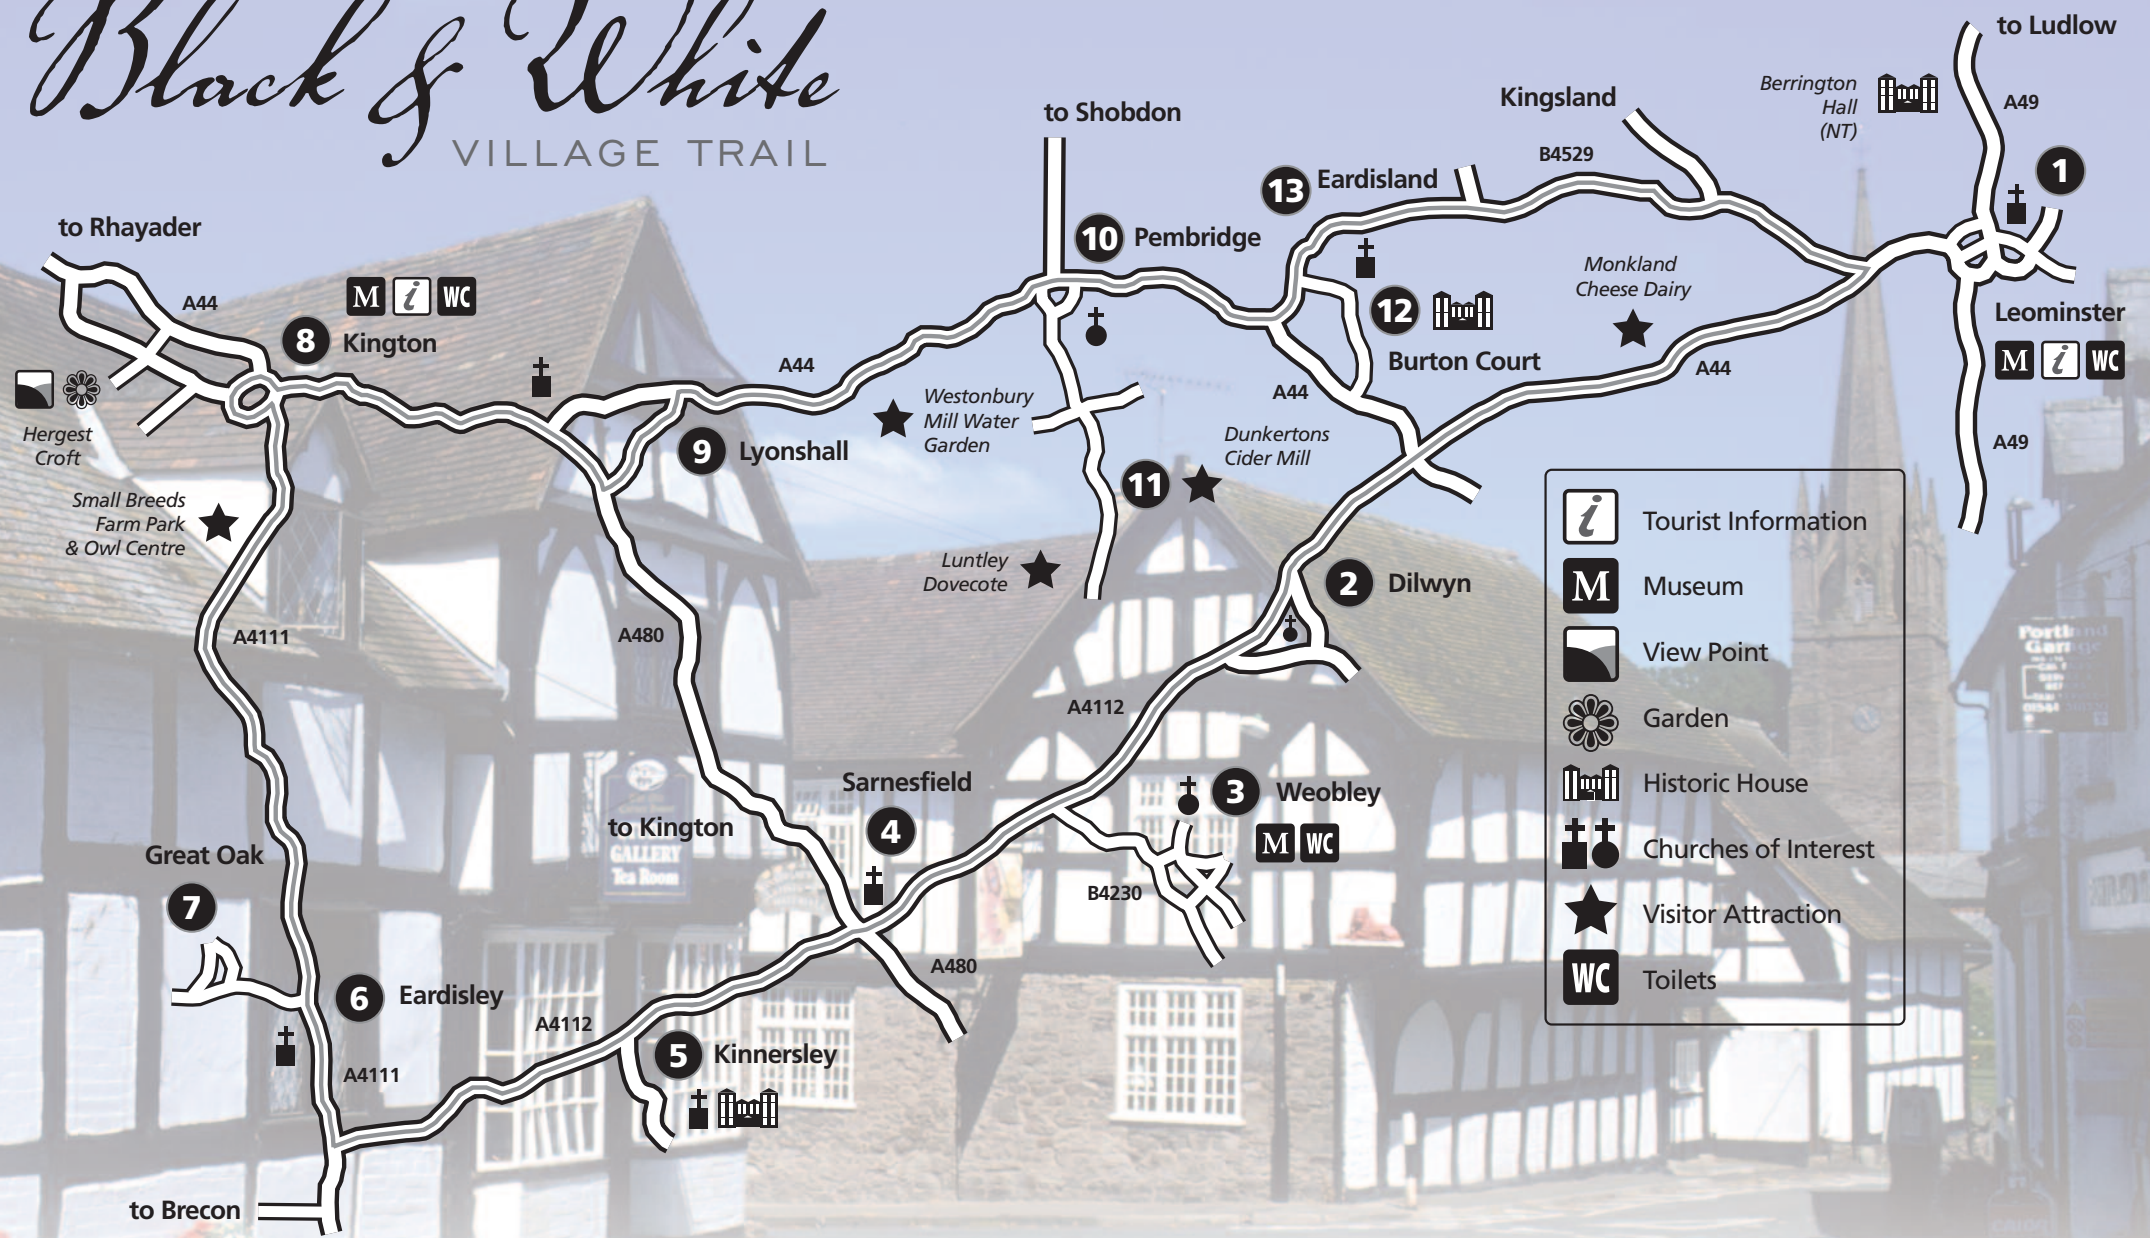 Black & White
VILLAGE TRAIL
to Ludlow
Berrington
Hall
(NT)
A49
1
Kingsland
B4529
to Shobdon
13
Eardisland
10
Pembridge
to Rhayader
A44
M i WC
8
Kington
Monkland
Cheese Dairy
12
Burton Court
Leominster
M i WC
A44
A44
A44
A49
Hergest
Croft
9
Lyonshall
Westonbury
Mill Water
Garden
Dunkertons
Cider Mill
11
Small Breeds
Farm Park
& Owl Centre
Luntley
Dovecote
2
Dilwyn
A4111
A480
A4112
Sarnesfield
4
to Kington
3
Weobley
M WC
B4230
GALLERY
Tea Room
Great Oak
7
A480
6
Eardisley
A4112
5
Kinnersley
A4111
to Brecon
i
Tourist Information
M
Museum
View Point
Garden
Historic House
Churches of Interest
Visitor Attraction
WC
Toilets